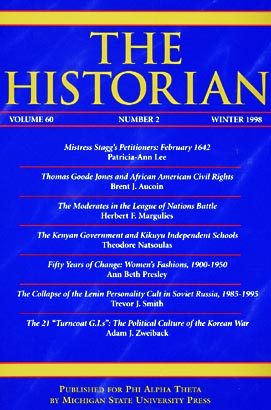 THE
HISTORIAN
VOLUME 60 NUMBER 2 WINTER 1998
Mistress Stagg's Petitioners: February 1642
Patricia-Ann Lee
Thomas Goode Jones and African American Civil Rights
Brent J. Aucoin
The Moderates in the League of Nations Battle
Herbert F. Margulies
The Kenyan Government and Kikuyu Independent Schools
Theodore Natsoulas
Fifty Years of Change: Women's Fashions, 1900-1950
Ann Beth Presley
The Collapse of the Lenin Personality Cult in Soviet Russia, 1985-1995
Trevor J. Smith
The 21 "Turncoat G.I.s": The Political Culture of the Korean War
Adam J. Zweiback
PUBLISHED FOR PHI ALPHA THETA
BY MICHIGAN STATE UNIVERSITY PRESS